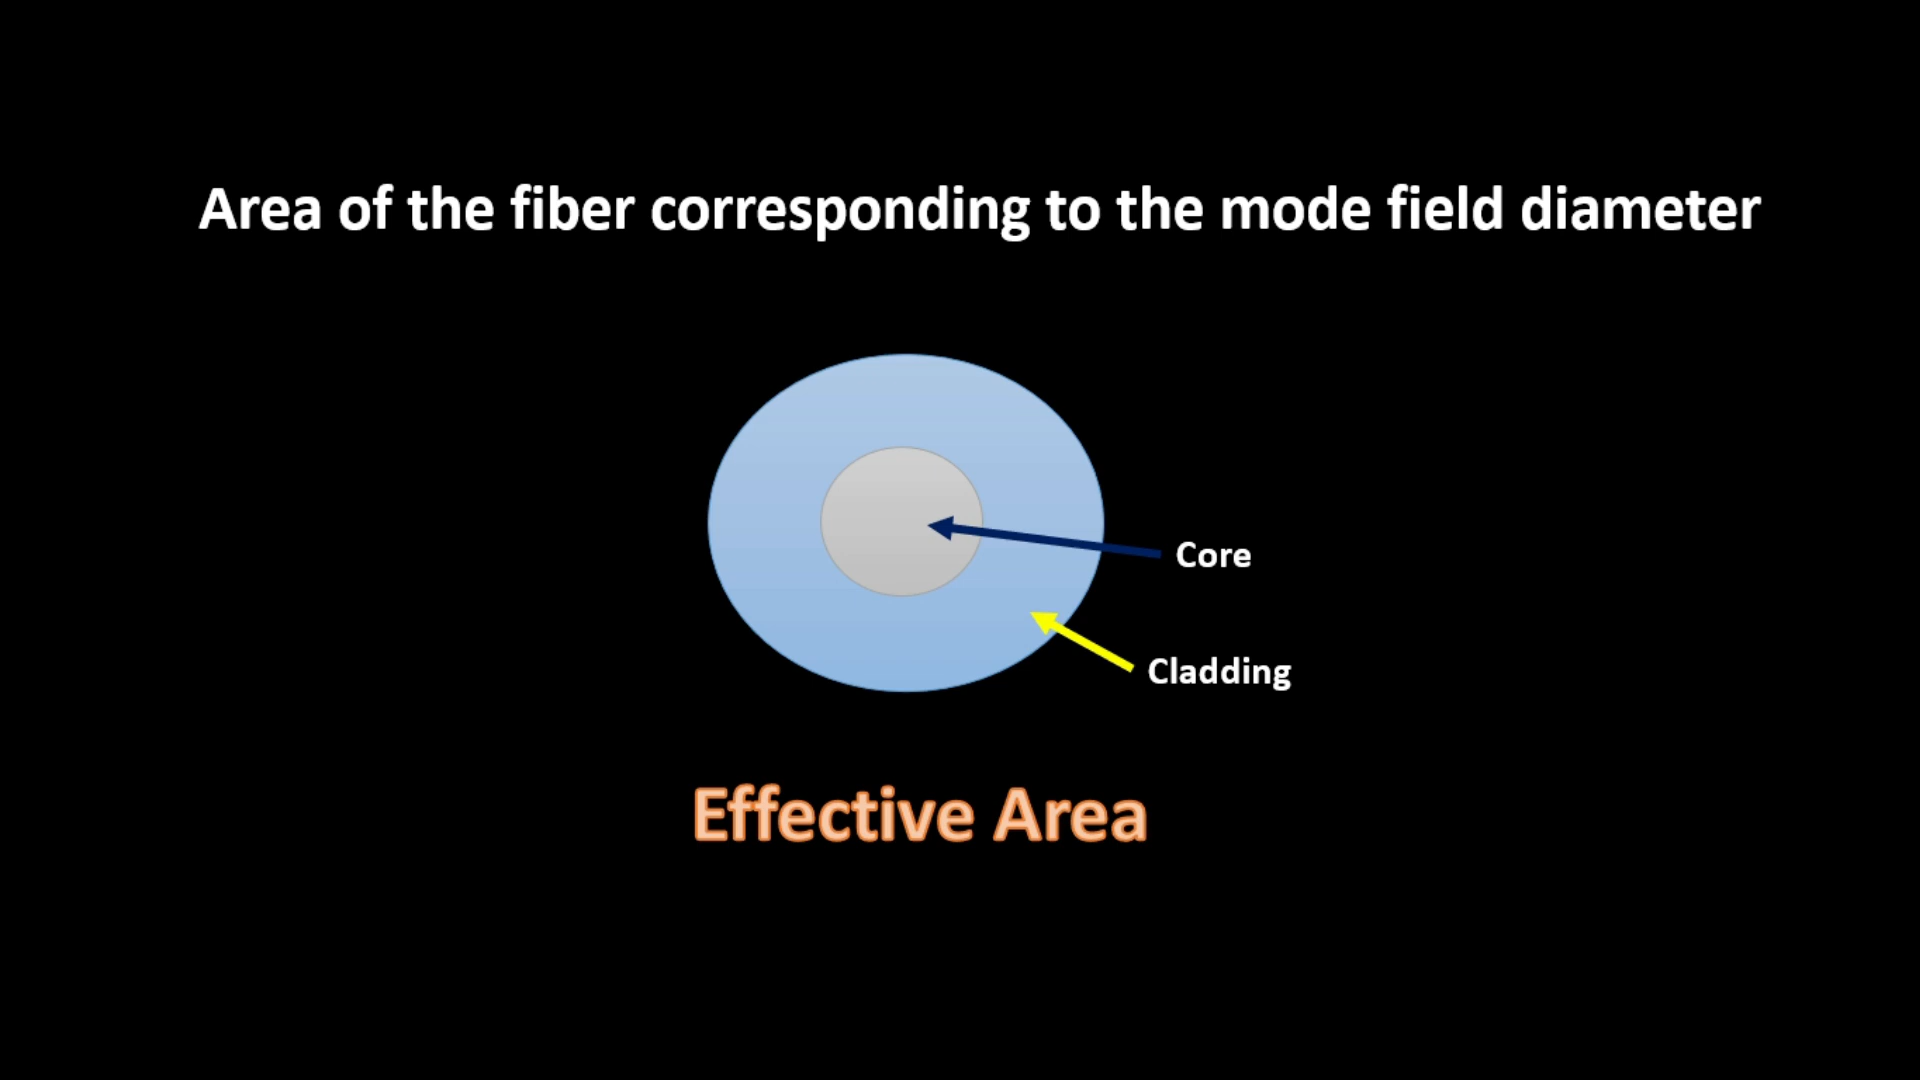 Area of the fiber corresponding to the mode field diameter
Core
Cladding
Effective Area